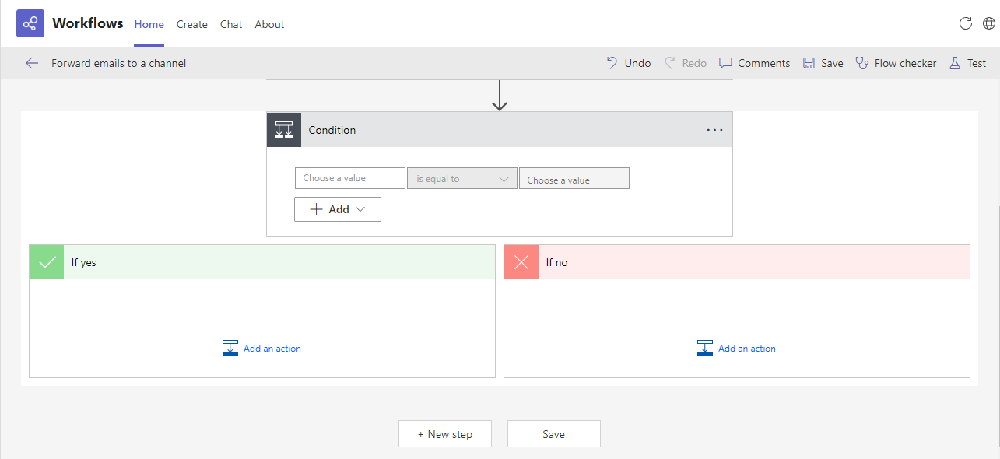 Workflows Home Create Chat About
Forward emails to a channel Undo Redo Comments Save Flow checker Test
Condition
Choose a value is equal to Choose a value
Add
If yes If no
Add an action Add an action
+ New step Save